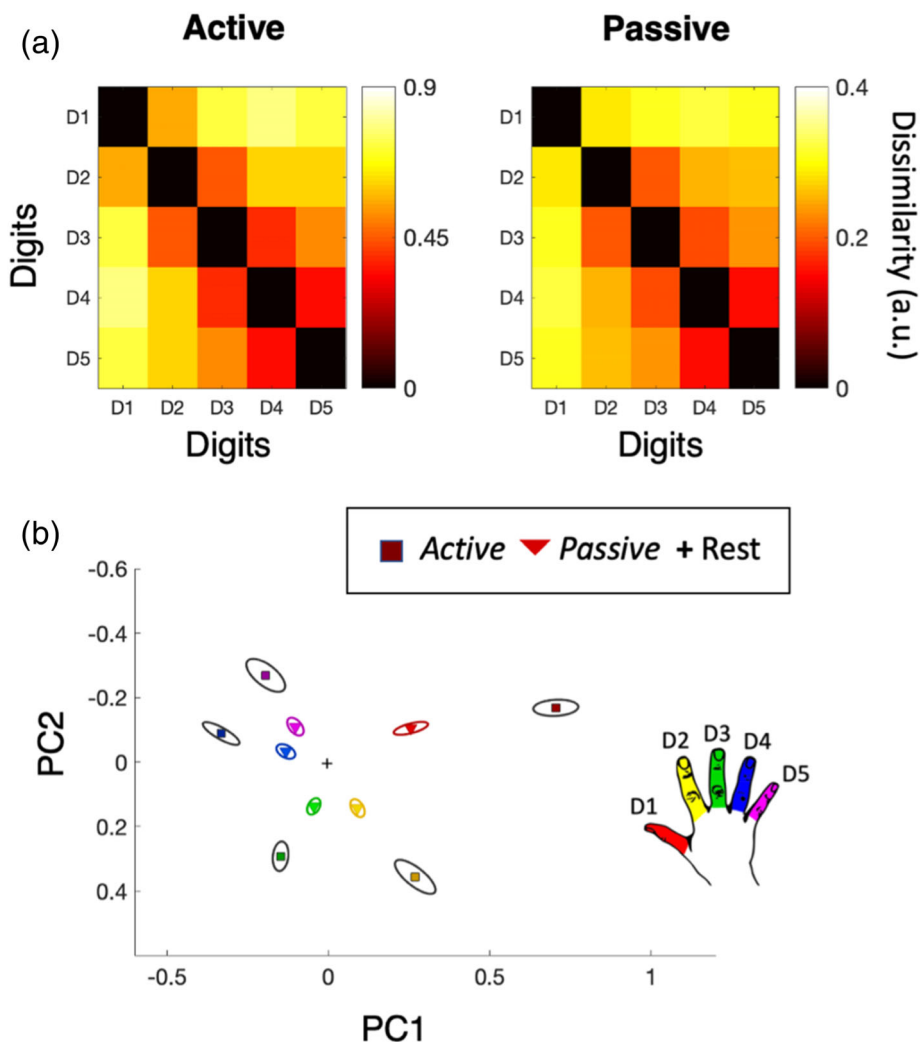 (a)
Active
Passive
D1
D2
D3
D4
D5
Digits
D1 D2 D3 D4 D5
Digits
0.9
0.45
0
D1
D2
D3
D4
D5
D1 D2 D3 D4 D5
Digits
0.4
0.2
0
Dissimilarity (a.u.)
(b)
Active Passive + Rest
-0.6
-0.4
-0.2
0
0.2
0.4
PC2
-0.5 0 0.5 1
PC1
D1
D2
D3
D4
D5